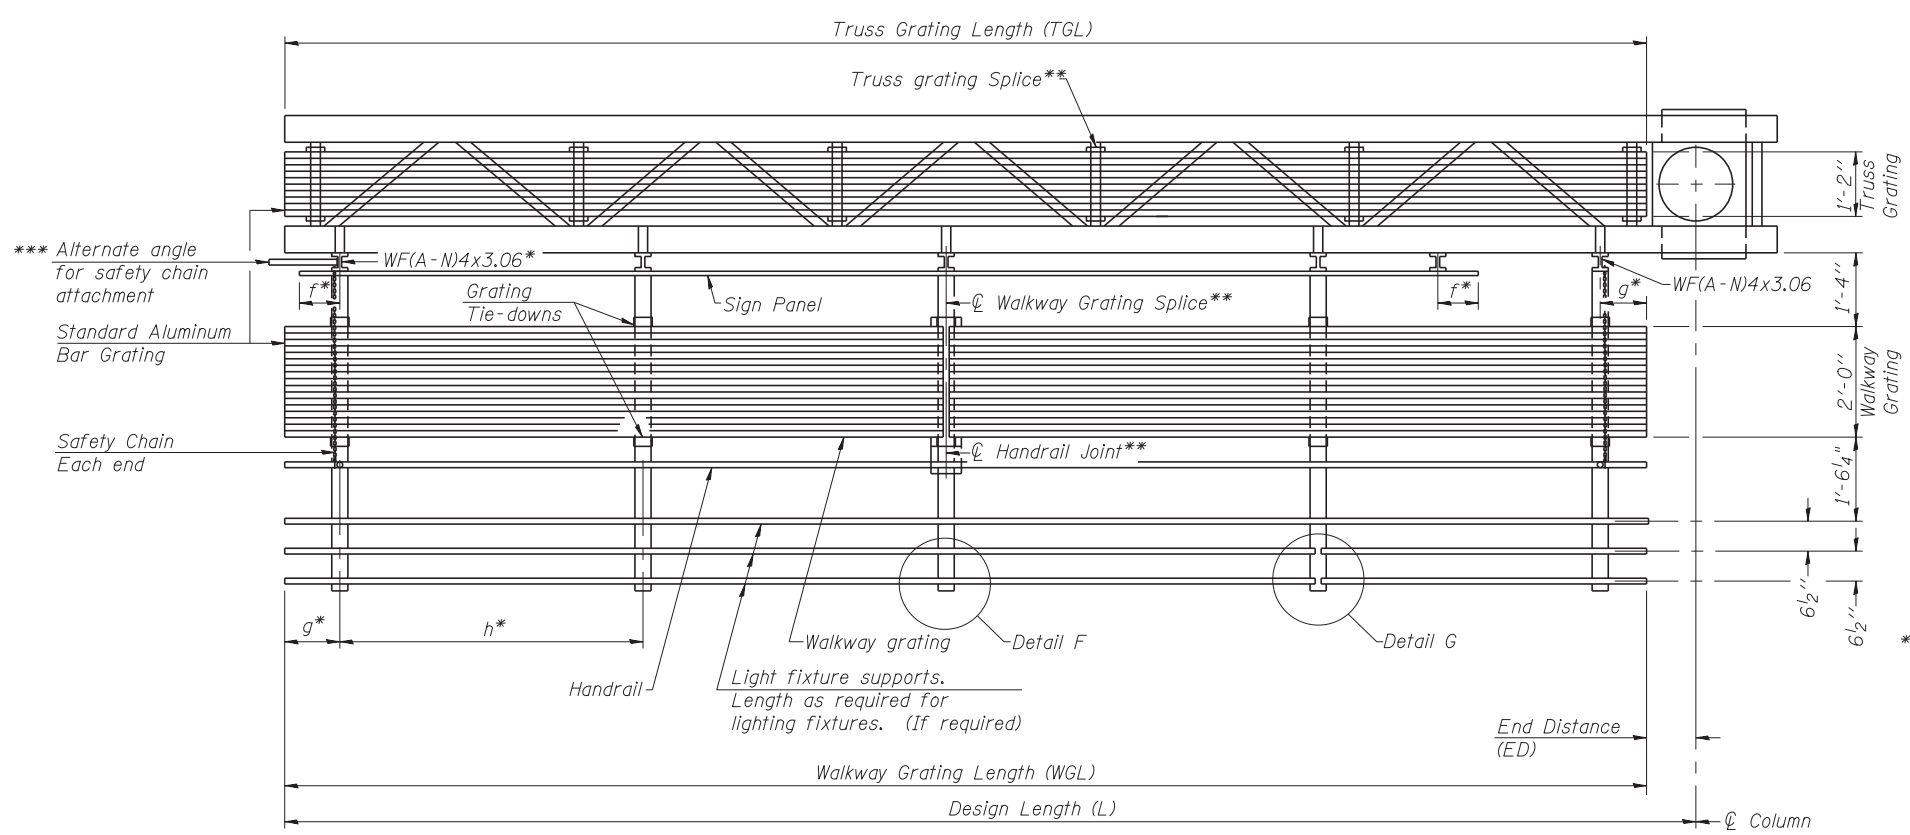 Truss Grating Length (TGL)
Truss grating Splice**
1'-2''
Truss
Grating
*** Alternate angle
for safety chain
attachment
WF(A-N)4x3.06*
WF(A-N)4x3.06
f*
Grating
Tie-downs
Sign Panel
℄ Walkway Grating Splice**
f*
g*
1'-4''
Standard Aluminum
Bar Grating
2'-0''
Walkway
Grating
Safety Chain
Each end
℄ Handrail Joint**
1'-6¼"
6½''
6½''
*
g*
h*
Walkway grating
Detail F
Detail G
Handrail
Light fixture supports.
Length as required for
lighting fixtures. (If required)
End Distance
(ED)
Walkway Grating Length (WGL)
Design Length (L)
℄ Column